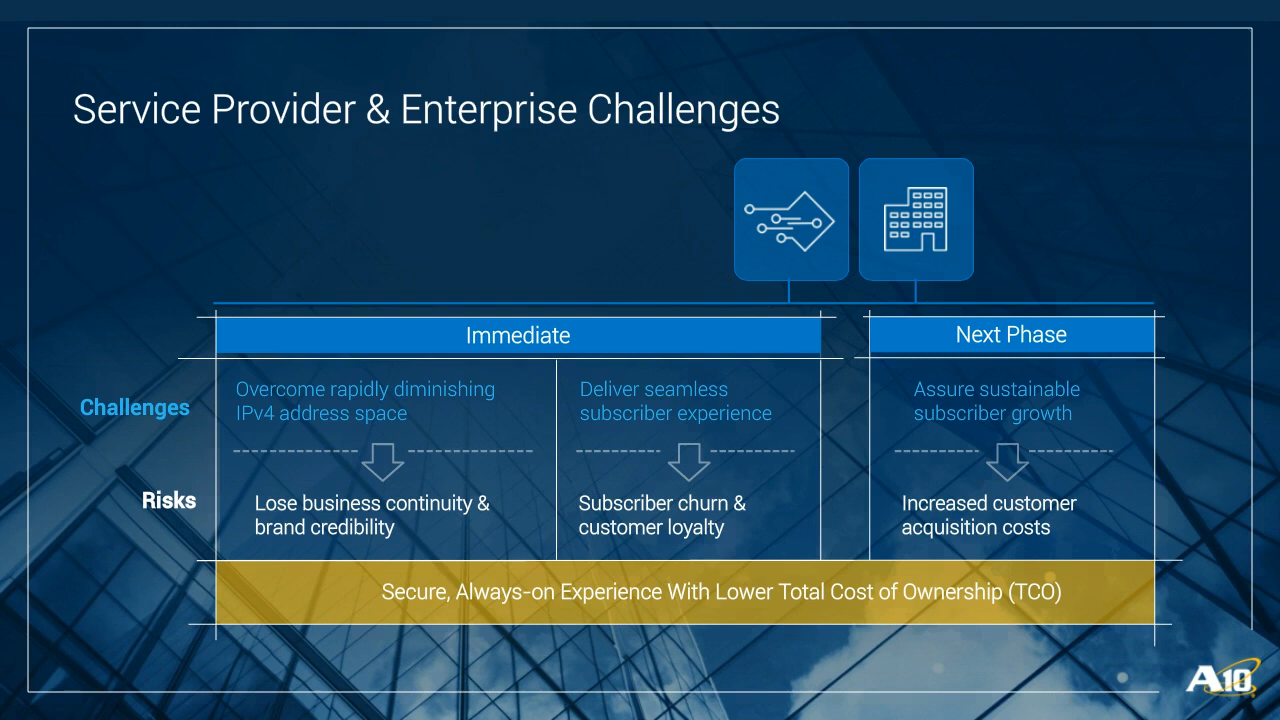 Service Provider & Enterprise Challenges
Immediate
Next Phase
Challenges
Overcome rapidly diminishing
IPv4 address space
Deliver seamless
subscriber experience
Assure sustainable
subscriber growth
Risks
Lose business continuity &
brand credibility
Subscriber churn &
customer loyalty
Increased customer
acquisition costs
Secure, Always-on Experience With Lower Total Cost of Ownership (TCO)
A10